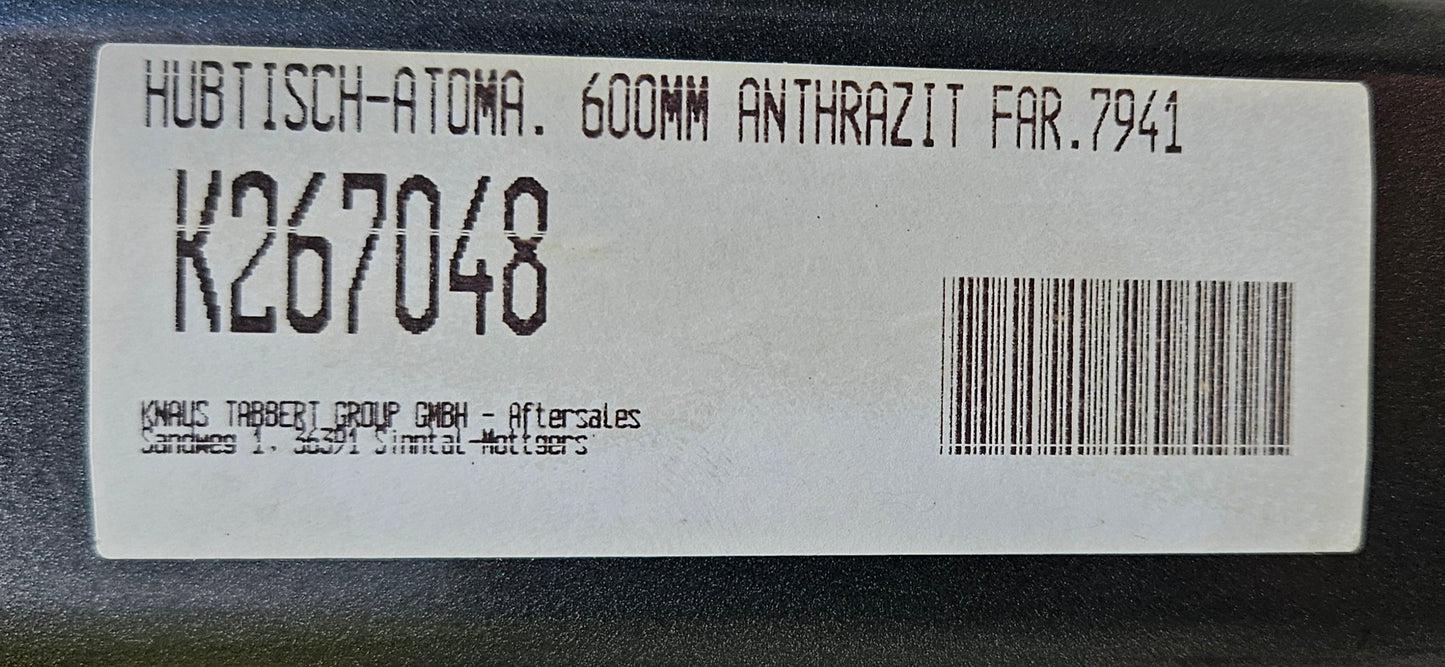 HUBTISCH-ATOMA. 600MM ANTHRAZIT FAR.7941
K267048
KNAUS TABBERT GROUP GMBH - Aftersales
Sandweg 1. 36391 Sinntal-Mottgers